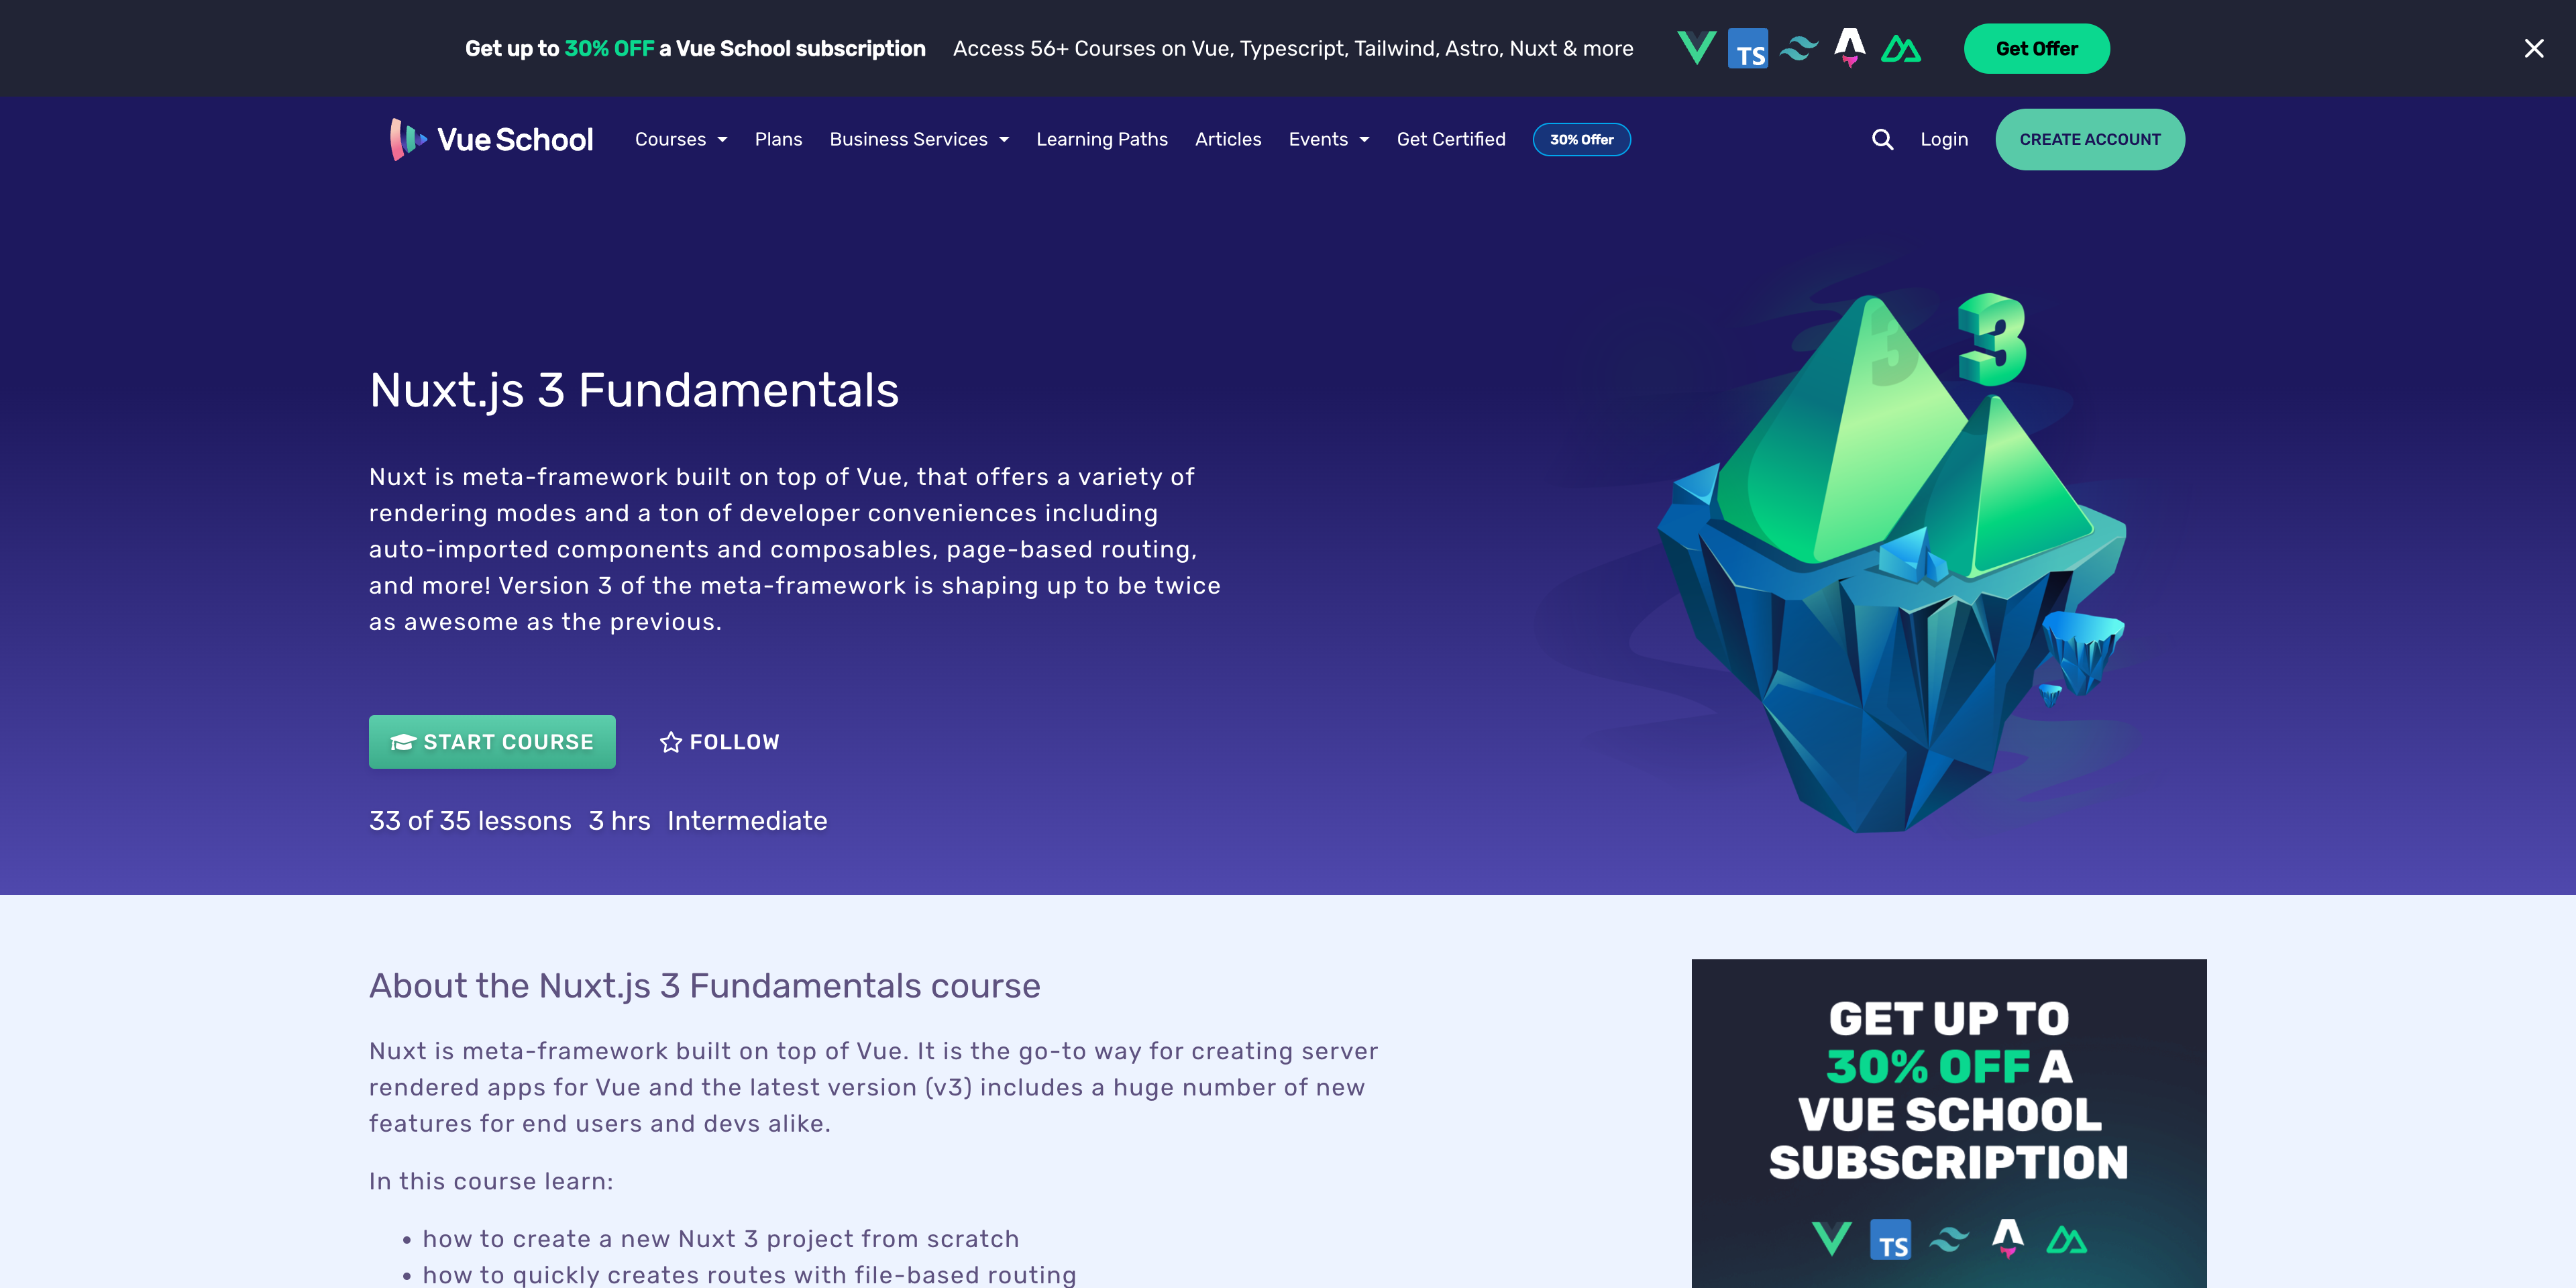 Get up to 30% OFF a Vue School subscription Access 56+ Courses on Vue, Typescript, Tailwind, Astro, Nuxt & more TS Get Offer
Vue School Courses Plans Business Services Learning Paths Articles Events Get Certified 30% Offer Login CREATE ACCOUNT
3 3
Nuxt.js 3 Fundamentals
Nuxt is meta-framework built on top of Vue, that offers a variety of
rendering modes and a ton of developer conveniences including
auto-imported components and composables, page-based routing,
and more! Version 3 of the meta-framework is shaping up to be twice
as awesome as the previous.
START COURSE FOLLOW
33 of 35 lessons 3 hrs Intermediate
About the Nuxt.js 3 Fundamentals course
Nuxt is meta-framework built on top of Vue. It is the go-to way for creating server
rendered apps for Vue and the latest version (v3) includes a huge number of new
features for end users and devs alike.
In this course learn:
• how to create a new Nuxt 3 project from scratch
• how to quickly creates routes with file-based routing
GET UP TO
30% OFF A
VUE SCHOOL
SUBSCRIPTION
TS